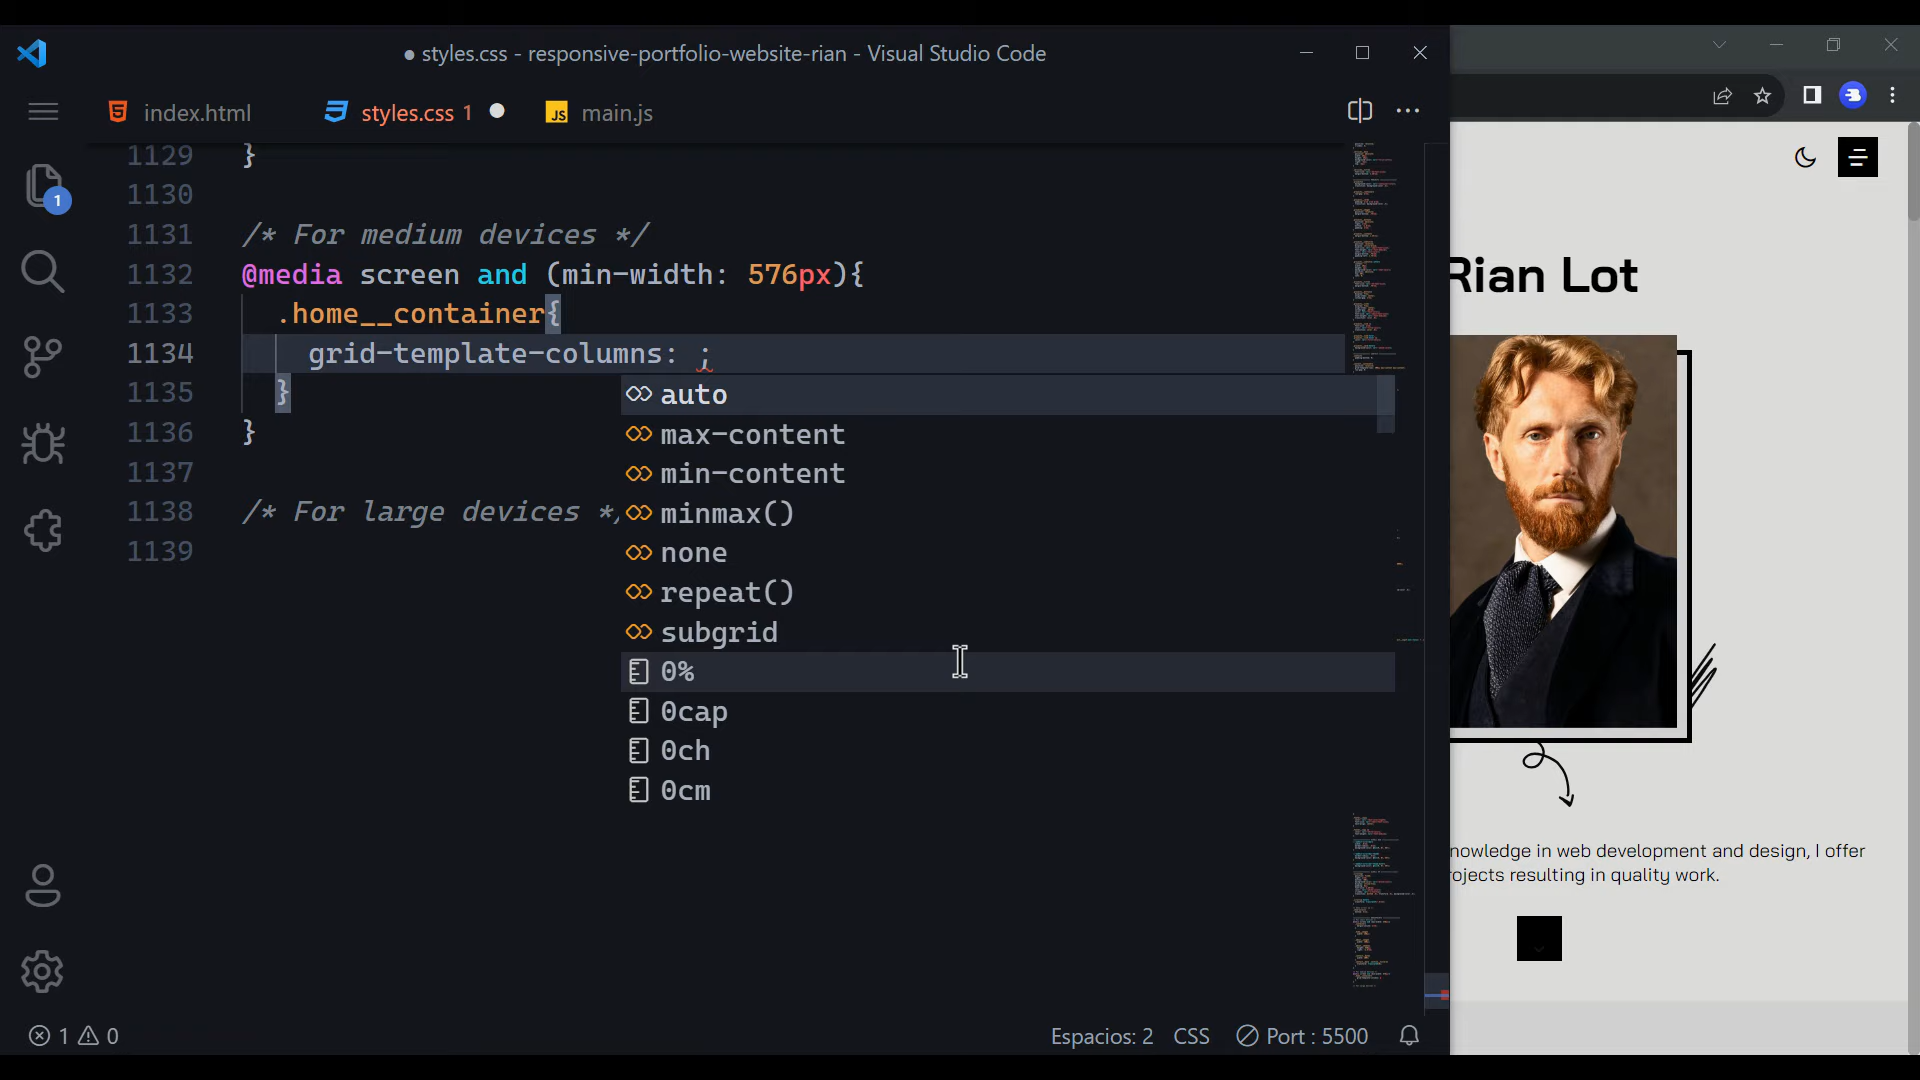 ● styles.css - responsive-portfolio-website-rian - Visual Studio Code
index.html
styles.css 1
JS main.js
1129 }
1130
1131 /* For medium devices */
1132 @media screen and (min-width: 576px){
1133 .home__container{
1134 grid-template-columns: ;
1135 }
1136 }
1137
1138 /* For large devices *
1139
auto
max-content
min-content
minmax()
none
repeat()
subgrid
0%
0cap
0ch
0cm
1
Rian Lot
nowledge in web development and design, I offer
rojects resulting in quality work.
1 0
Espacios: 2 CSS Port : 5500